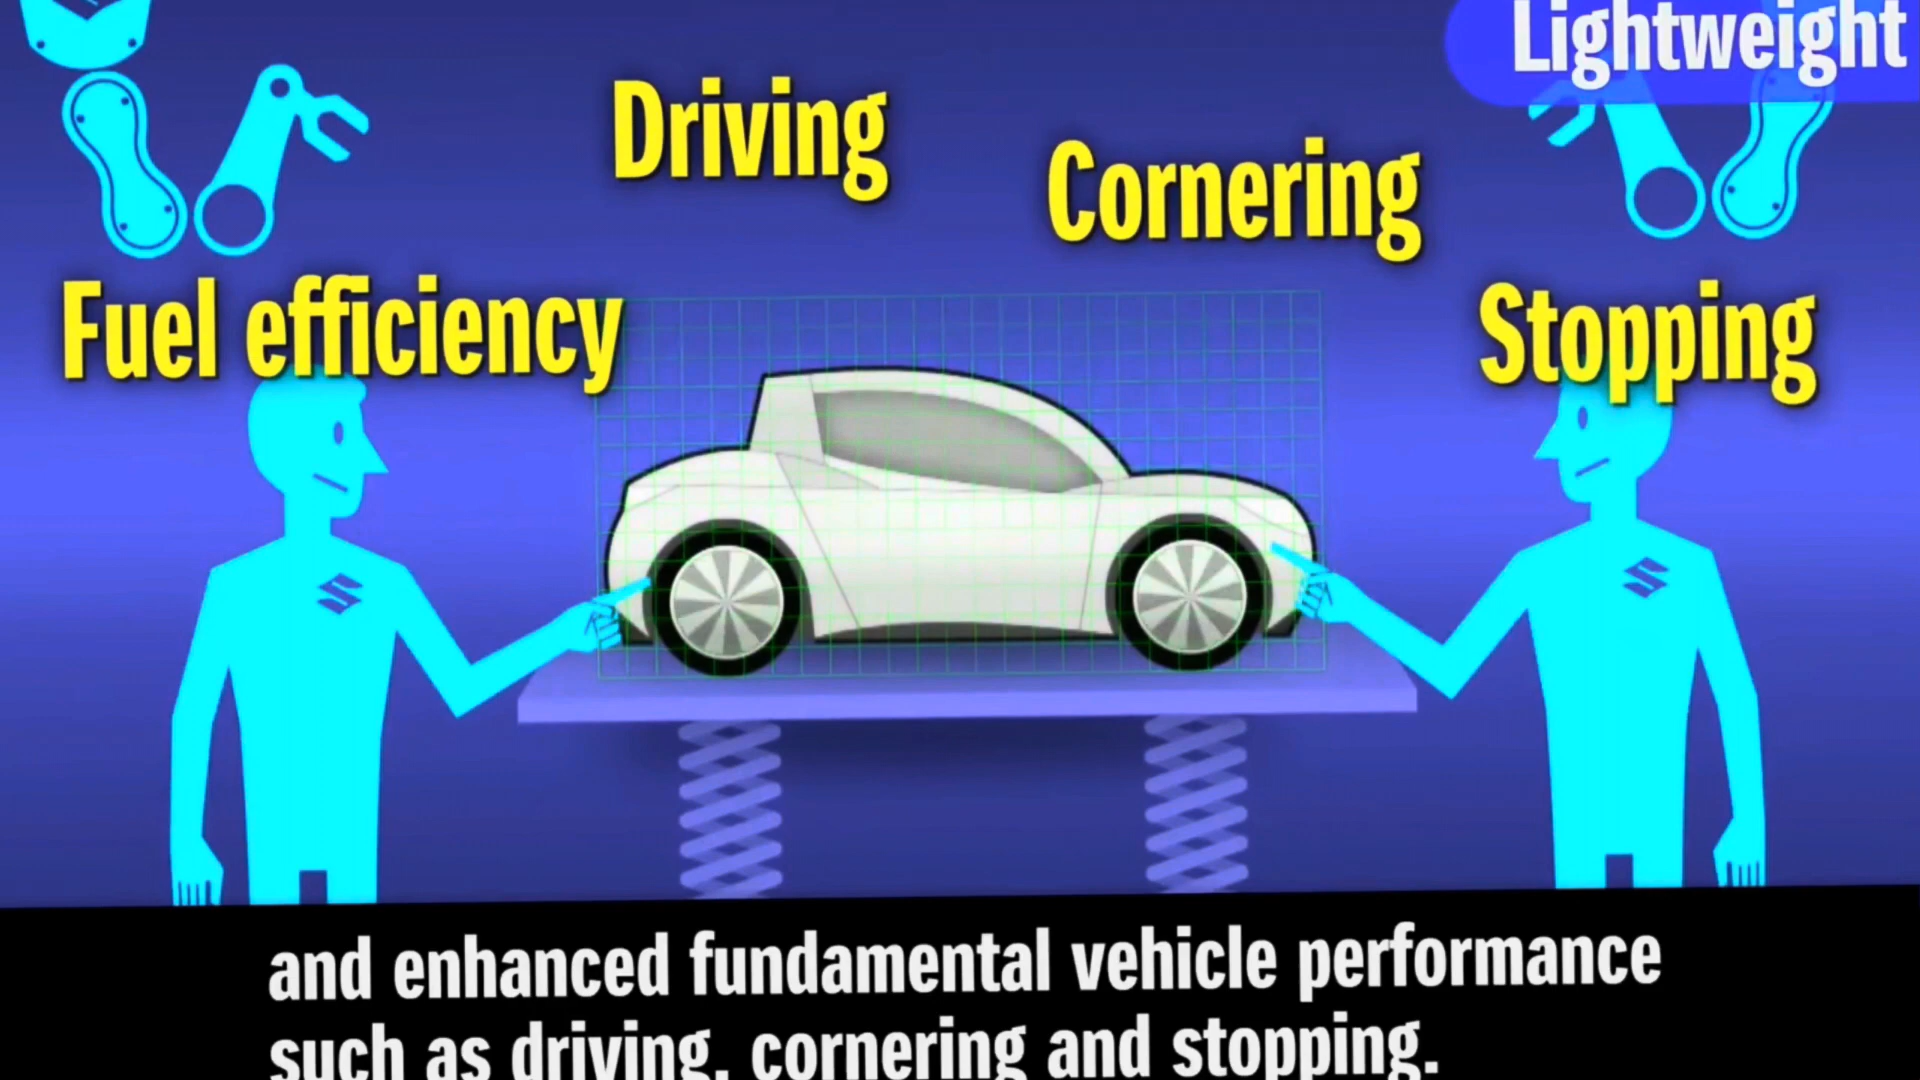 Lightweight
Driving
Cornering
Fuel efficiency
Stopping
and enhanced fundamental vehicle performance
such as driving, cornering and stopping.